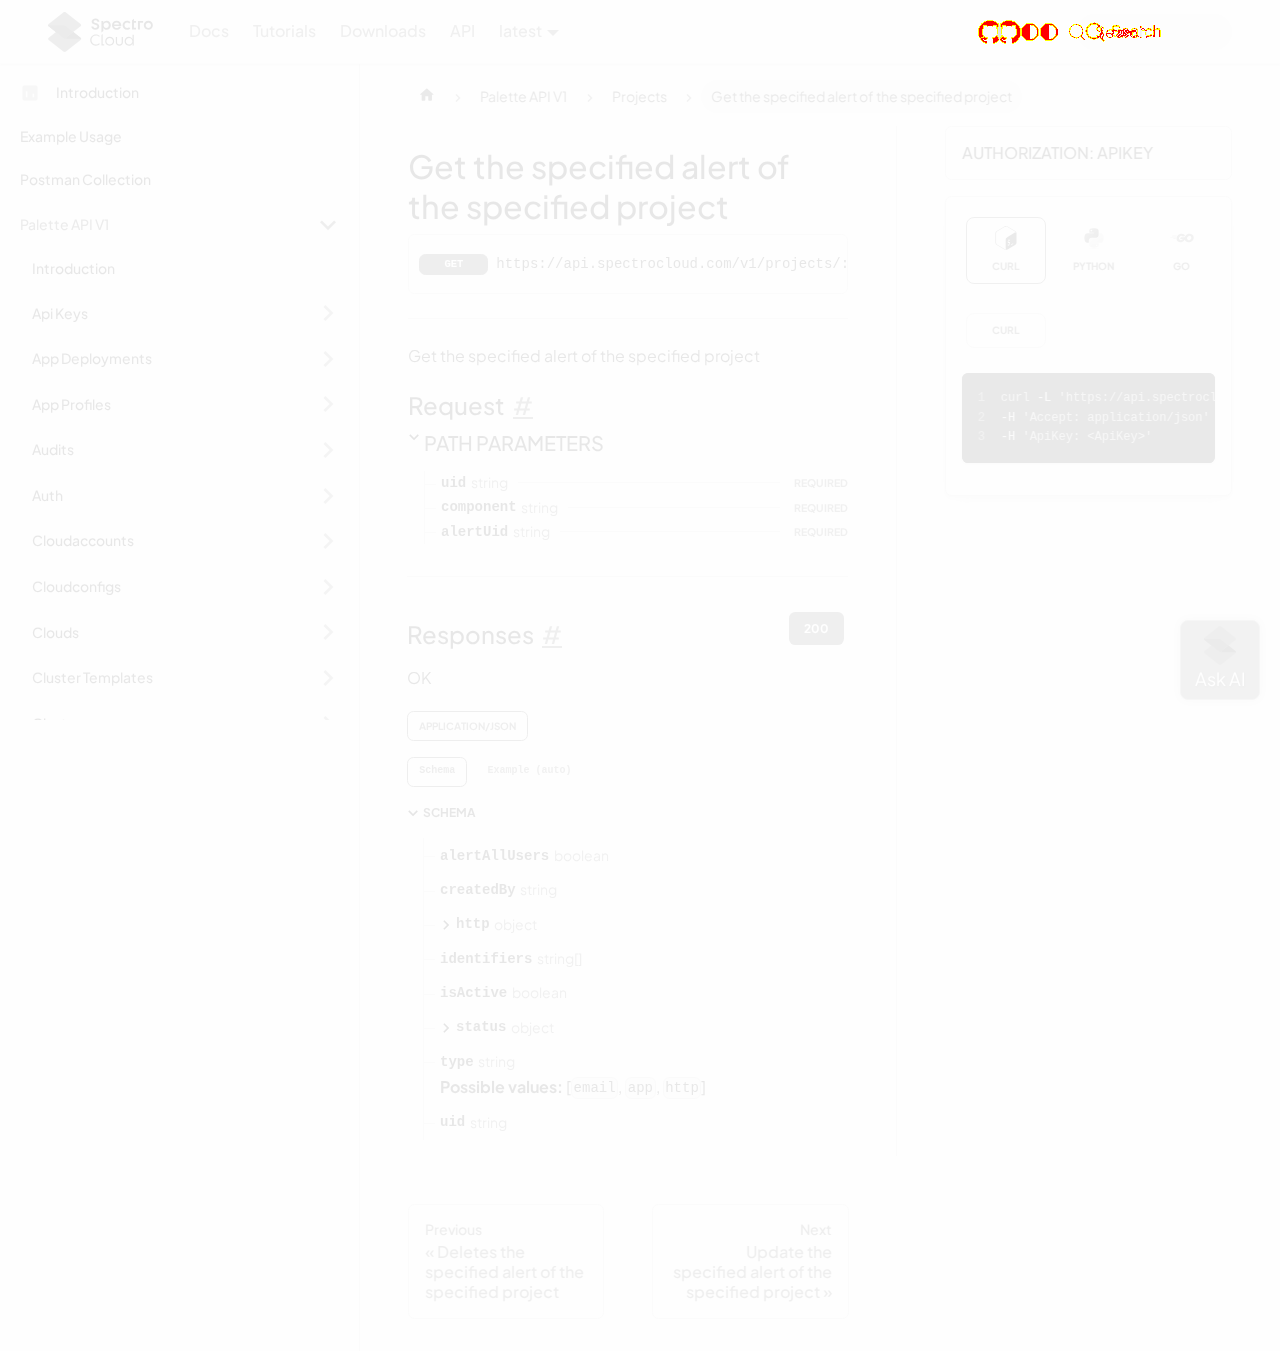 Spectro Cloud
Docs Tutorials Downloads API latest
Search
Introduction
Example Usage
Postman Collection
Palette API V1
Introduction
Api Keys
App Deployments
App Profiles
Audits
Auth
Cloudaccounts
Cloudconfigs
Clouds
Cluster Templates
Palette API V1 > Projects > Get the specified alert of the specified project
Get the specified alert of
the specified project
GET https://api.spectrocloud.com/v1/projects/:
Get the specified alert of the specified project
Request #
PATH PARAMETERS
uid string REQUIRED
component string REQUIRED
alertUid string REQUIRED
Responses # 200
OK
APPLICATION/JSON
Schema Example (auto)
SCHEMA
alertAllUsers boolean
createdBy string
http object
identifiers string[]
isActive boolean
status object
type string
Possible values: [email, app, http]
uid string
Previous
« Deletes the
specified alert of the
specified project
Next
Update the
specified alert of the
specified project »
AUTHORIZATION: APIKEY
CURL PYTHON GO
CURL
1 curl -L 'https://api.spectrocl
2 -H 'Accept: application/json'
3 -H 'ApiKey: <ApiKey>'
Ask AI